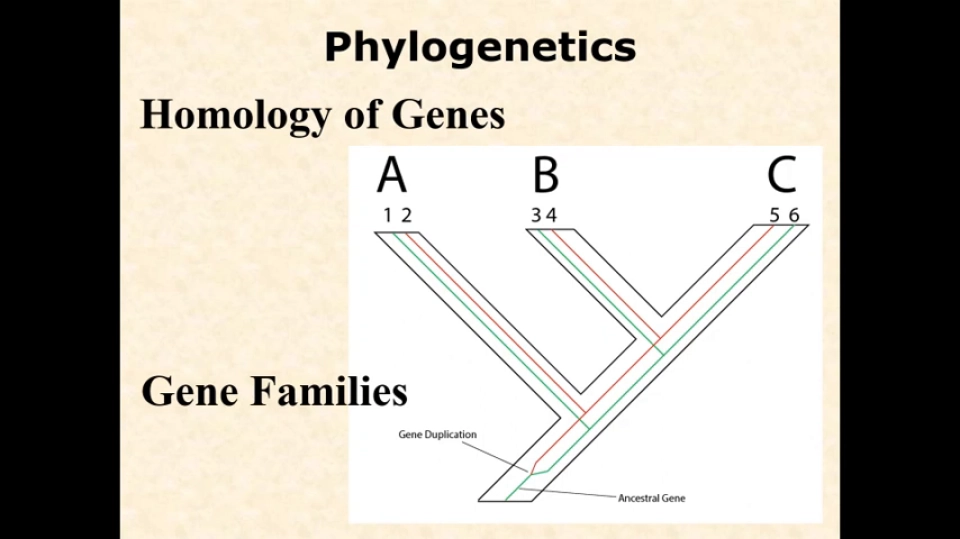 Phylogenetics
Homology of Genes
A B C
1 2 3 4 5 6
Gene Families
Gene Duplication
Ancestral Gene